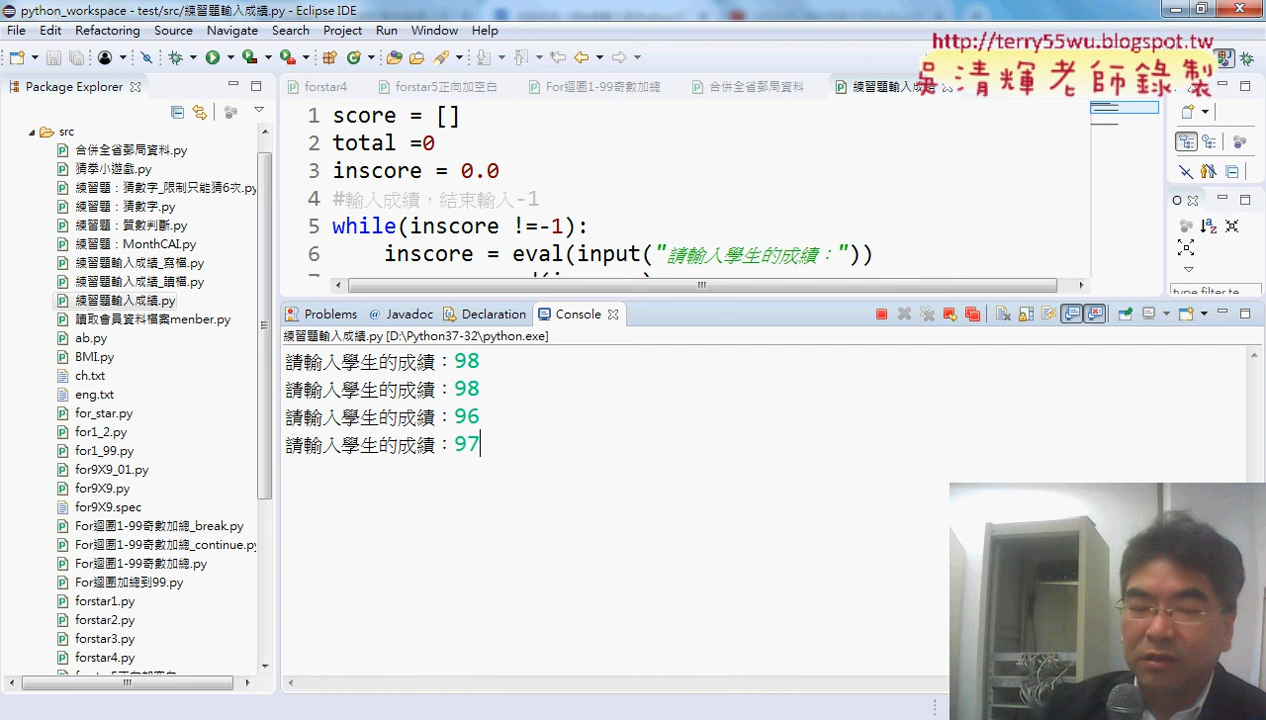 python_workspace - test/src/練習題輸入成績.py - Eclipse IDE
File Edit Refactoring Source Navigate Search Project Run Window Help
http://terry55wu.blogspot.tw
吳清輝老師錄製
Package Explorer
forstar4
forstar5正向加空白
For迴圈1-99奇數加總
合併全省郵局資料
練習題輸入成績
src
合併全省郵局資料.py
猜拳小遊戲.py
練習題：猜數字_限制只能猜6次.py
練習題：猜數字.py
練習題：質數判斷.py
練習題：MonthCAI.py
練習題輸入成績_寫檔.py
練習題輸入成績_讀檔.py
練習題輸入成績.py
讀取會員資料檔案menber.py
ab.py
BMI.py
ch.txt
eng.txt
for_star.py
for1_2.py
for1_99.py
for9X9_01.py
for9X9.py
for9X9.spec
For迴圈1-99奇數加總_break.py
For迴圈1-99奇數加總_continue.py
For迴圈1-99奇數加總.py
For迴圈加總到99.py
forstar1.py
forstar2.py
forstar3.py
forstar4.py
1 score = []
2 total =0
3 inscore = 0.0
4 #輸入成績，結束輸入-1
5 while(inscore !=-1):
6 inscore = eval(input("請輸入學生的成績："))
O
type filter te
Problems Javadoc Declaration Console
練習題輸入成績.py [D:\Python37-32\python.exe]
請輸入學生的成績：98
請輸入學生的成績：98
請輸入學生的成績：96
請輸入學生的成績：97